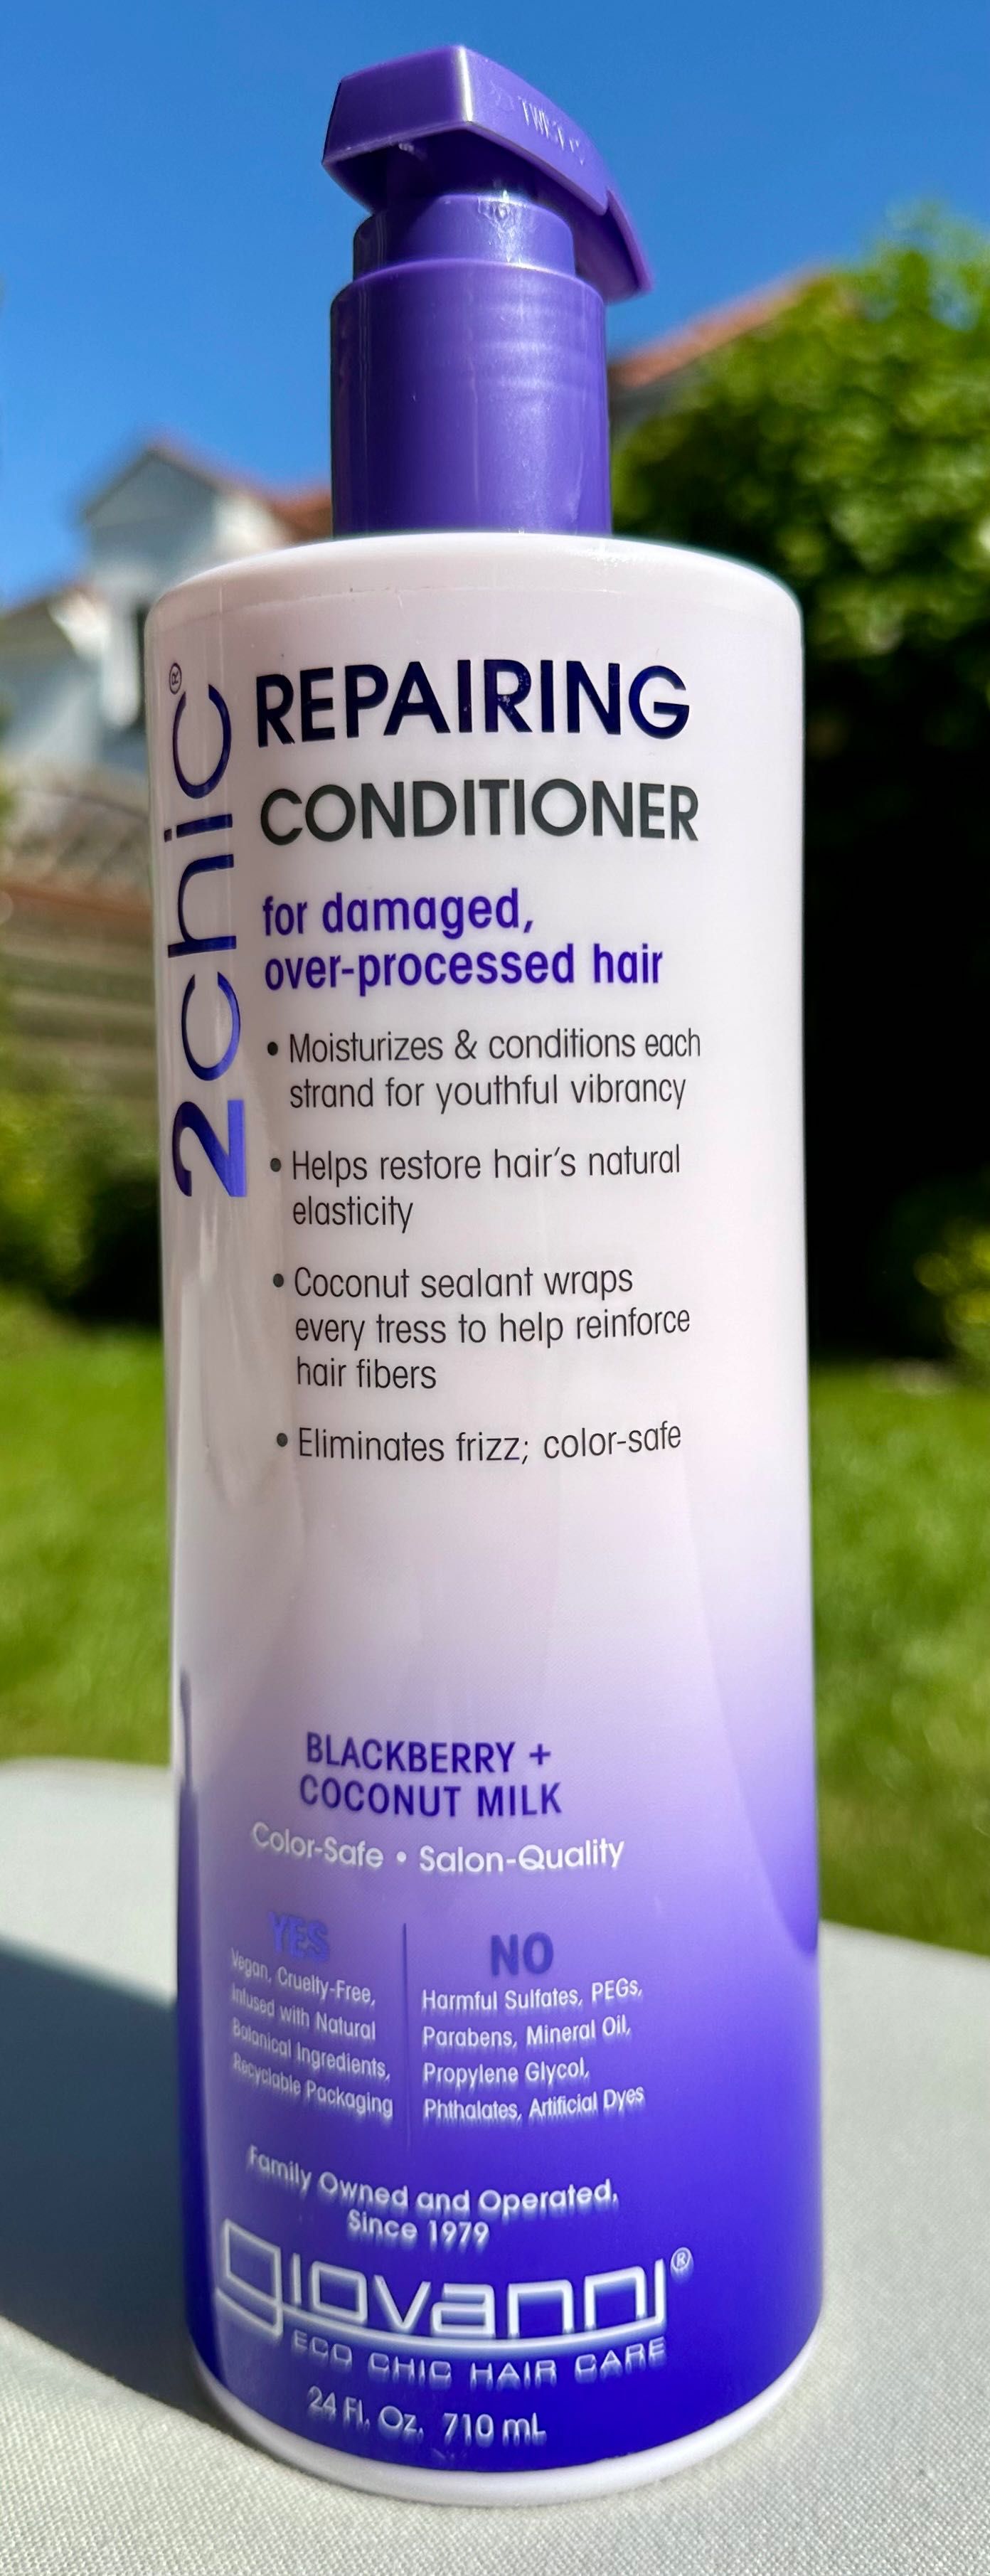 2chic®
REPAIRING
CONDITIONER
for damaged,
over-processed hair
• Moisturizes & conditions each
strand for youthful vibrancy
• Helps restore hair's natural
elasticity
• Coconut sealant wraps
every tress to help reinforce
hair fibers
• Eliminates frizz; color-safe
BLACKBERRY +
COCONUT MILK
Color-Safe • Salon-Quality
YES
Vegan, Cruelty-Free,
Infused with Natural
Botanical Ingredients,
Recyclable Packaging
NO
Harmful Sulfates, PEGs,
Parabens, Mineral Oil,
Propylene Glycol,
Phthalates, Artificial Dyes
Family Owned and Operated,
Since 1979
giovanni®
ECO CHIC HAIR CARE
24 Fl. Oz. 710 mL